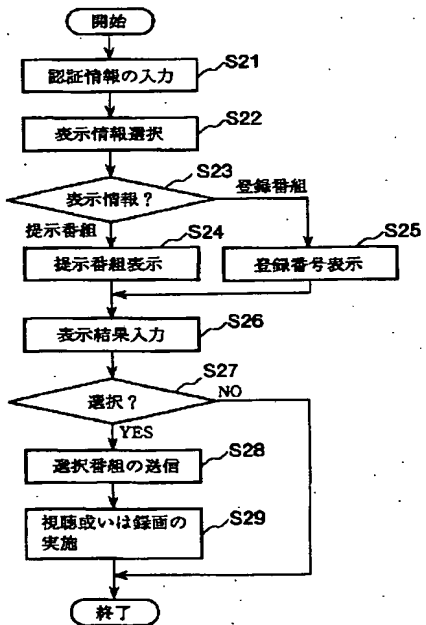 開始
認証情報の入力
S21
表示情報選択
S22
表示情報?
S23
提示番組
登録番組
提示番組表示
S24
登録番号表示
S25
表示結果入力
S26
選択?
S27
NO
YES
選択番組の送信
S28
視聴或いは録画の
実施
S29
終了